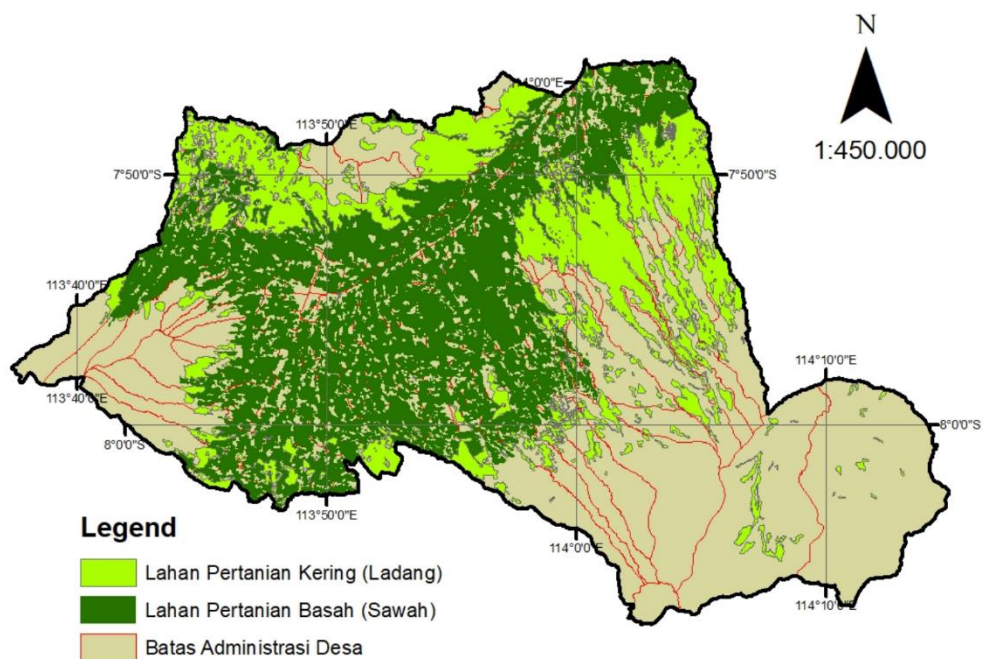 N
1:450.000
114°0'0"E
113°50'0"E
7°50'0"S
7°50'0"S
113°40'0"E
114°10'0"E
113°40'0"E
8°0'0"S
8°0'0"S
113°50'0"E
114°0'0"E
114°10'0"E
Legend
Lahan Pertanian Kering (Ladang)
Lahan Pertanian Basah (Sawah)
Batas Administrasi Desa